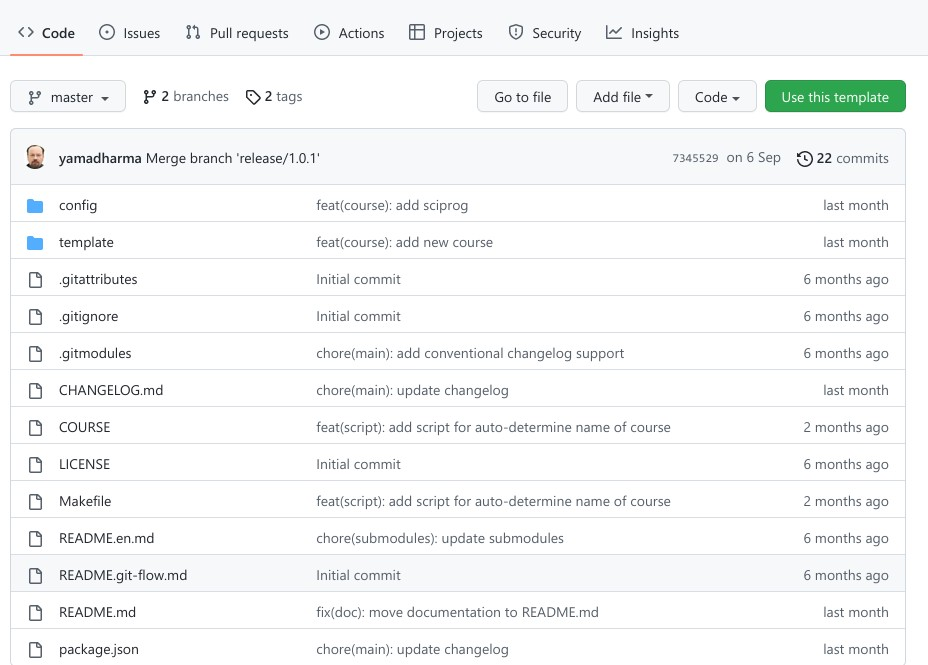 Code Issues Pull requests Actions Projects Security Insights
master 2 branches 2 tags Go to file Add file Code Use this template
yamadharma Merge branch 'release/1.0.1' 7345529 on 6 Sep 22 commits
config feat(course): add sciprog last month
template feat(course): add new course last month
.gitattributes Initial commit 6 months ago
.gitignore Initial commit 6 months ago
.gitmodules chore(main): add conventional changelog support 6 months ago
CHANGELOG.md chore(main): update changelog last month
COURSE feat(script): add script for auto-determine name of course 2 months ago
LICENSE Initial commit 6 months ago
Makefile feat(script): add script for auto-determine name of course 2 months ago
README.en.md chore(submodules): update submodules 6 months ago
README.git-flow.md Initial commit 6 months ago
README.md fix(doc): move documentation to README.md last month
package.json chore(main): update changelog last month